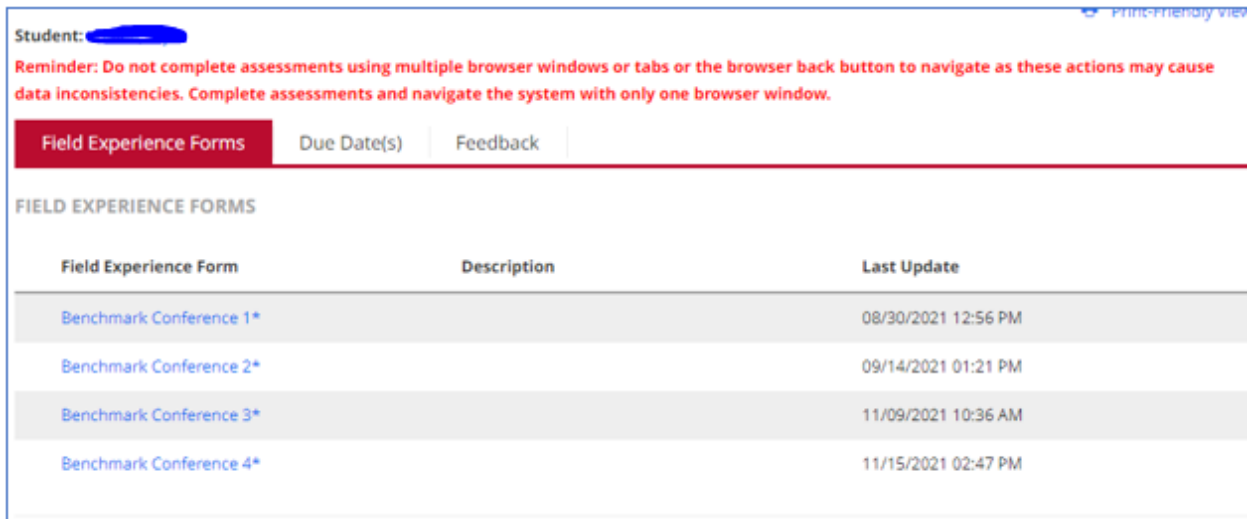 Print-Friendly View
Student:
Reminder: Do not complete assessments using multiple browser windows or tabs or the browser back button to navigate as these actions may cause
data inconsistencies. Complete assessments and navigate the system with only one browser window.
Field Experience Forms Due Date(s) Feedback
FIELD EXPERIENCE FORMS
Field Experience Form Description Last Update
Benchmark Conference 1* 08/30/2021 12:56 PM
Benchmark Conference 2* 09/14/2021 01:21 PM
Benchmark Conference 3* 11/09/2021 10:36 AM
Benchmark Conference 4* 11/15/2021 02:47 PM